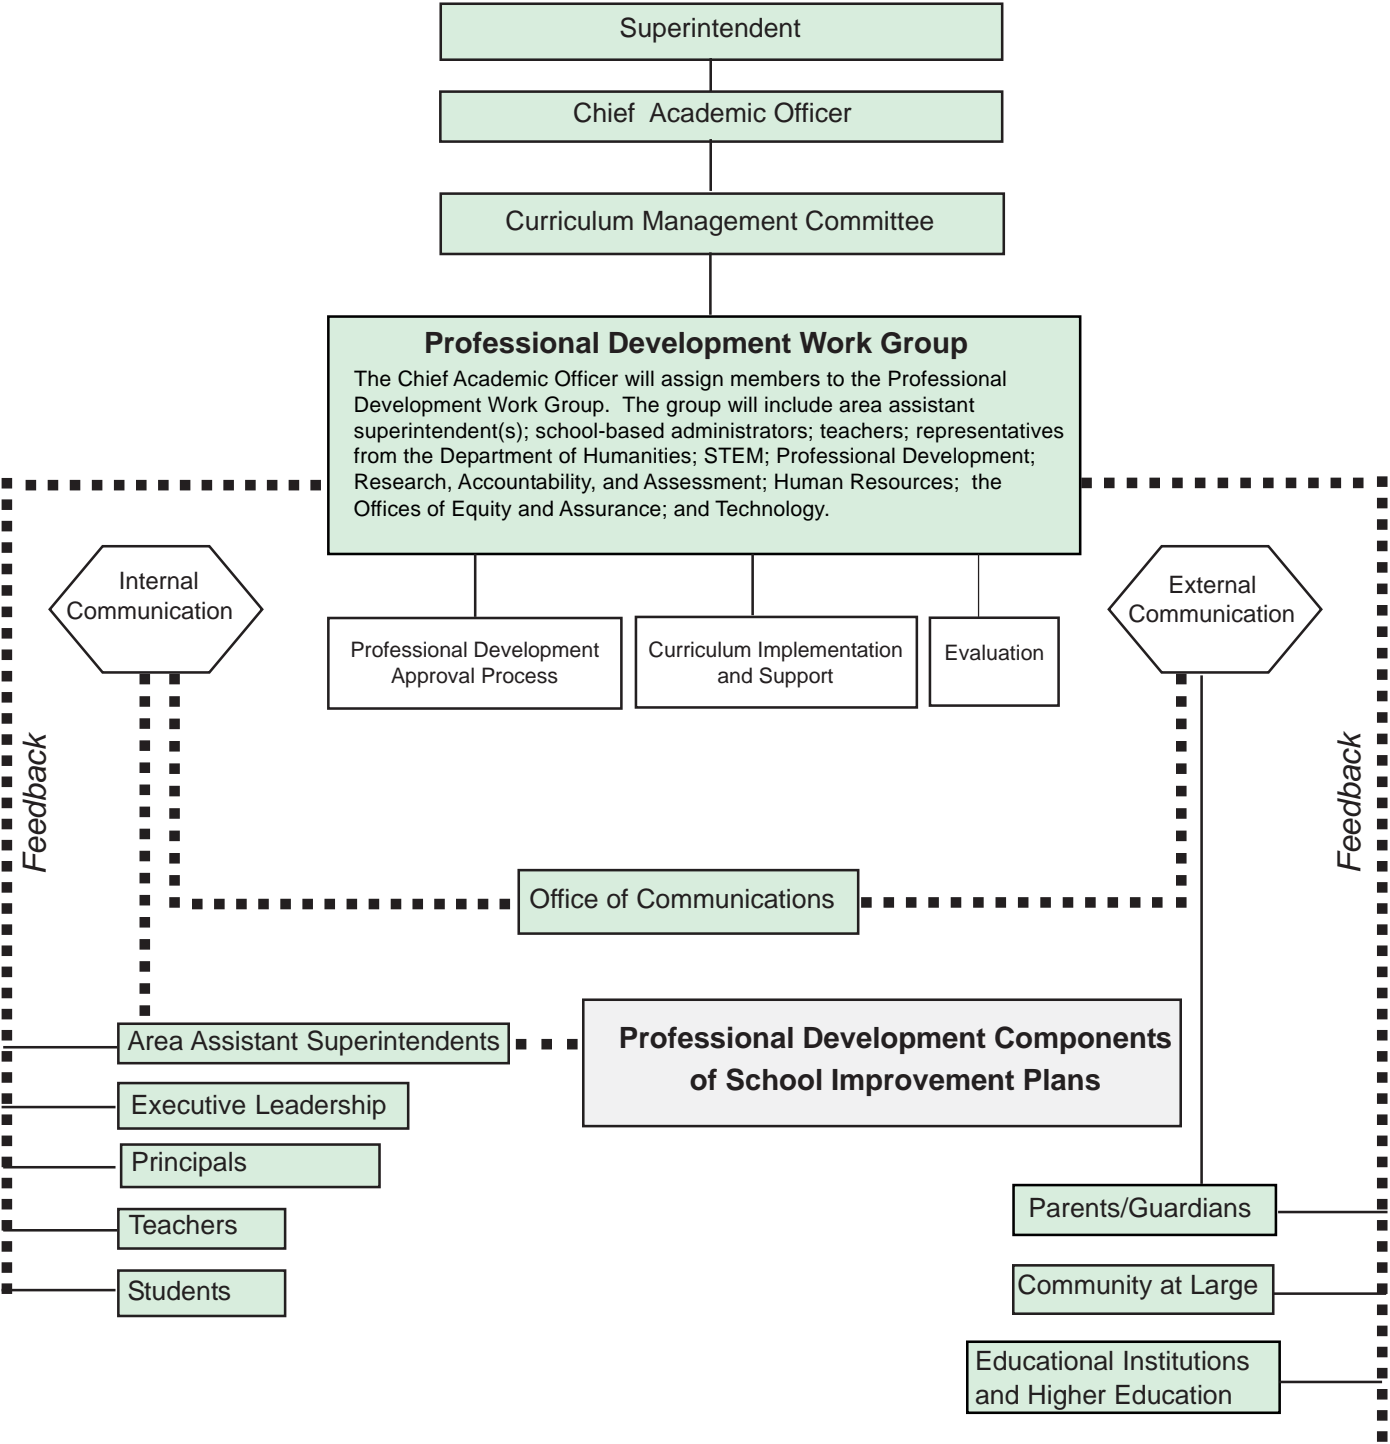 Superintendent
Chief Academic Officer
Curriculum Management Committee
Professional Development Work Group
The Chief Academic Officer will assign members to the Professional
Development Work Group. The group will include area assistant
superintendent(s); school-based administrators; teachers; representatives
from the Department of Humanities; STEM; Professional Development;
Research, Accountability, and Assessment; Human Resources; the
Offices of Equity and Assurance; and Technology.
Internal
Communication
External
Communication
Professional Development
Approval Process
Curriculum Implementation
and Support
Evaluation
Feedback
Feedback
Office of Communications
Area Assistant Superintendents
Professional Development Components
of School Improvement Plans
Executive Leadership
Principals
Teachers
Students
Parents/Guardians
Community at Large
Educational Institutions
and Higher Education